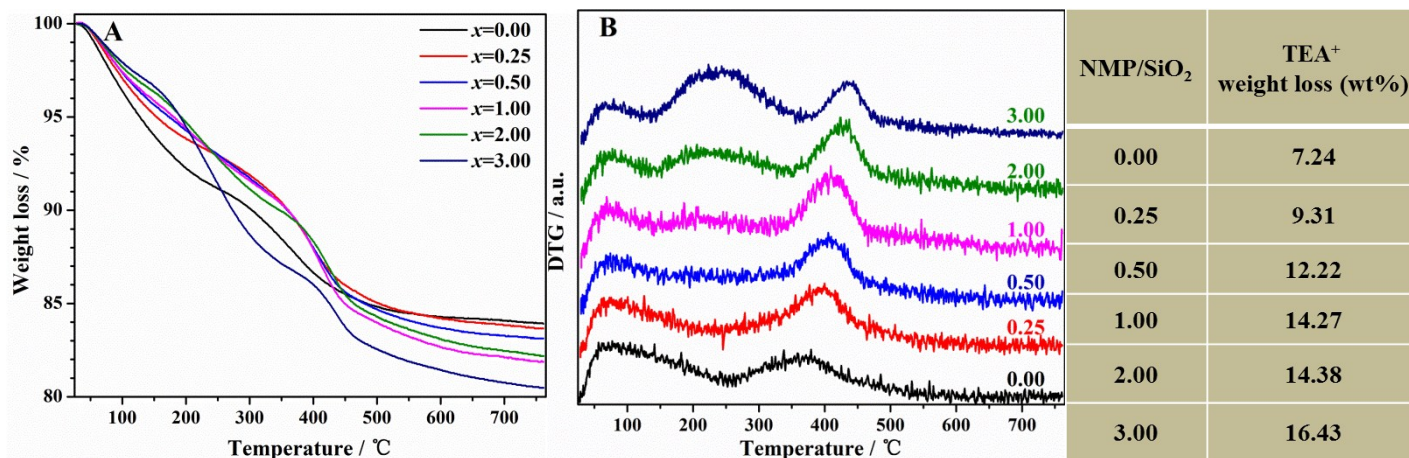 A
x=0.00
x=0.25
x=0.50
x=1.00
x=2.00
x=3.00
Weight loss / %
100
95
90
85
80
100 200 300 400 500 600 700
Temperature / ℃
B
3.00
2.00
1.00
0.50
0.25
0.00
DTG / a.u.
100 200 300 400 500 600 700
Temperature / ℃
NMP/SiO₂ TEA⁺ weight loss (wt%)
0.00 7.24
0.25 9.31
0.50 12.22
1.00 14.27
2.00 14.38
3.00 16.43